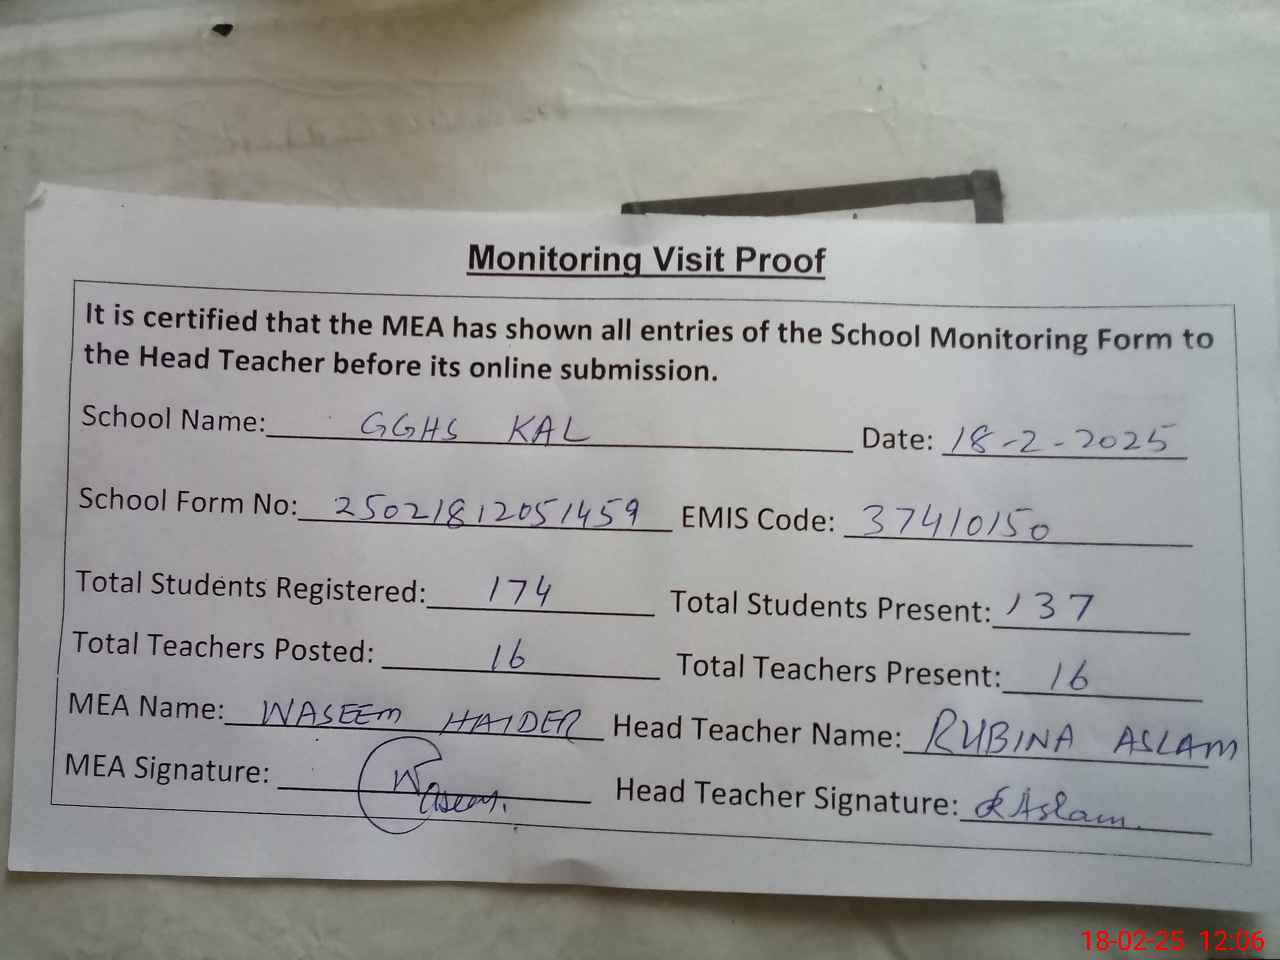 Monitoring Visit Proof
It is certified that the MEA has shown all entries of the School Monitoring Form to
the Head Teacher before its online submission.
School Name: GGHS KAL Date: 18-2-2025
School Form No: 25021812051459 EMIS Code: 37410150
Total Students Registered: 174 Total Students Present: 137
Total Teachers Posted: 16 Total Teachers Present: 16
MEA Name: WASEEM HAIDER Head Teacher Name: RUBINA ASLAM
MEA Signature: Waseem. Head Teacher Signature: RAslam.
18-02-25 12:06